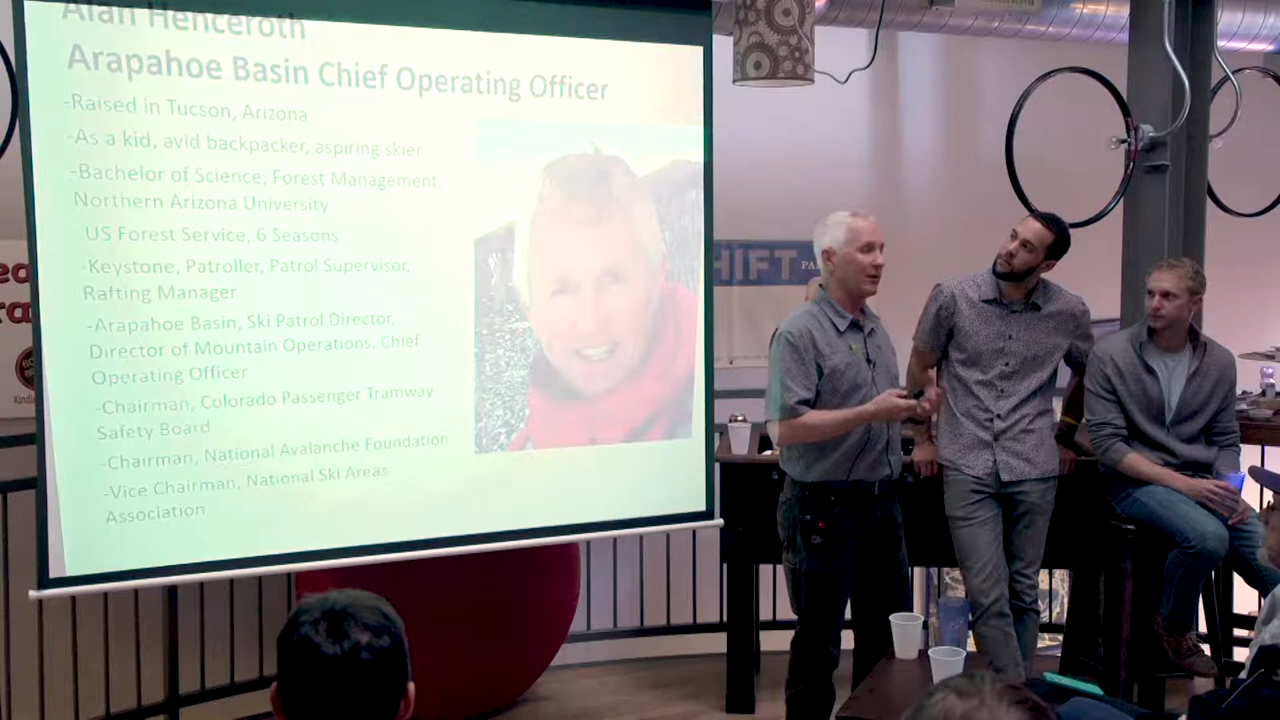 Alan Henceroth
Arapahoe Basin Chief Operating Officer
-Raised in Tucson, Arizona
-As a kid, avid backpacker, aspiring skier
-Bachelor of Science, Forest Management,
Northern Arizona University
US Forest Service, 6 Seasons
-Keystone, Patroller, Patrol Supervisor,
Rafting Manager
-Arapahoe Basin, Ski Patrol Director,
Director of Mountain Operations, Chief
Operating Officer
-Chairman, Colorado Passenger Tramway
Safety Board
-Chairman, National Avalanche Foundation
-Vice Chairman, National Ski Areas
Association
HIFT PA